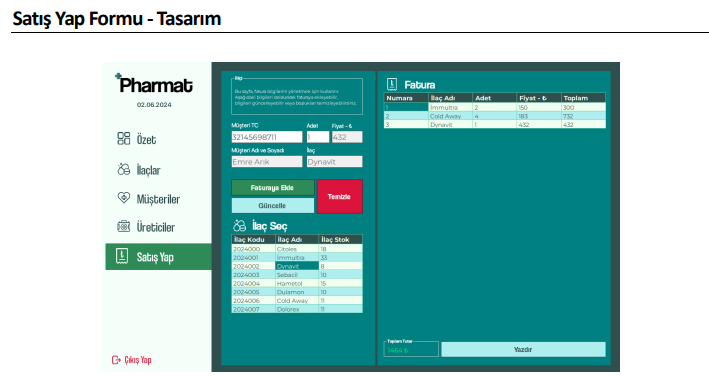 Satış Yap Formu - Tasarım
Pharmat
02.06.2024
Özet
İlaçlar
Müşteriler
Üreticiler
Satış Yap
Çıkış Yap
Bilgi
Bu sayfa fatura bilgilerini yönetmek için kullanılır.
Aşağıdaki bilgileri doldurarak faturaya ekleyebilir,
bilgileri güncelleyebilir veya boşlukları temizleyebilirsiniz.
Müşteri TC Adet Fiyat - ₺
32145698711 1 432
Müşteri Adı ve Soyadı İlaç
Emre Arık Dynavit
Faturaya Ekle
Güncelle
Temizle
İlaç Seç
İlaç Kodu İlaç Adı İlaç Stok
2024000 Citoles 18
2024001 Immultra 33
2024002 Dynavit 8
2024003 Sebacil 10
2024004 Hametol 15
2024005 Dulamon 10
2024006 Cold Away 11
2024007 Dolorex 11
Fatura
Numara İlaç Adı Adet Fiyat - ₺ Toplam
1 Immultra 2 150 300
2 Cold Away 4 183 732
3 Dynavit 1 432 432
Toplam Tutar
1464 ₺
Yazdır